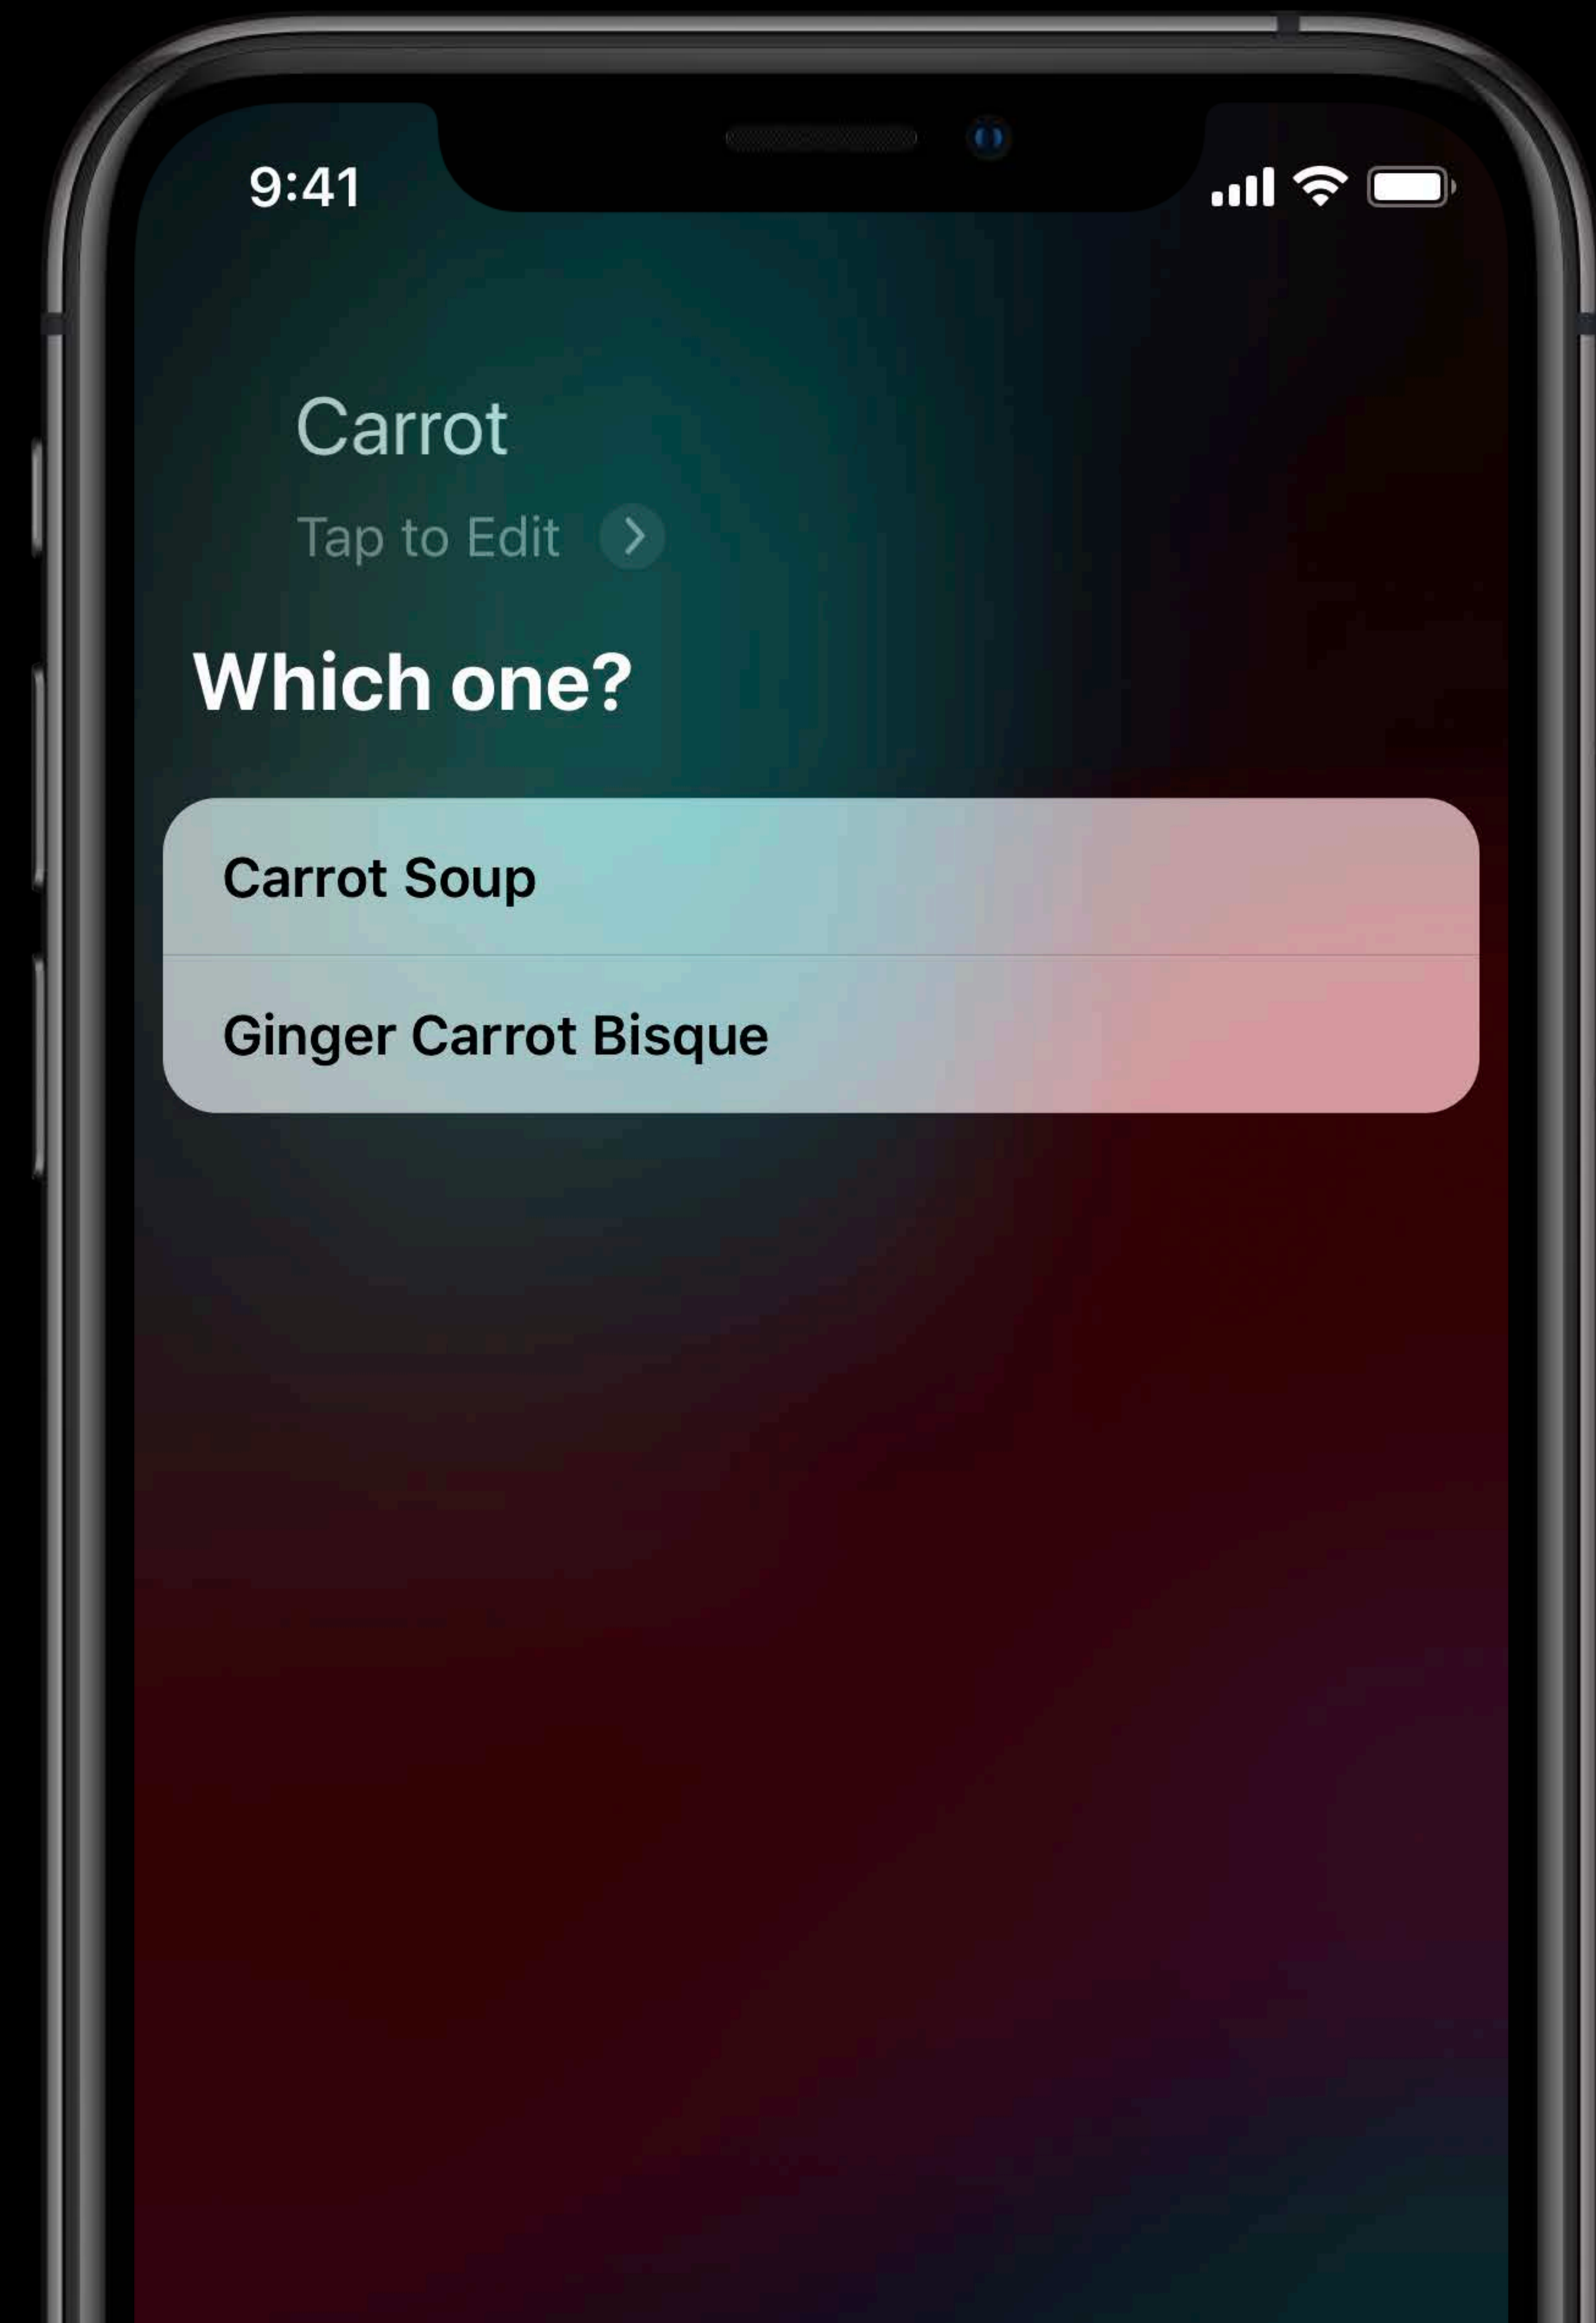 9:41
Carrot
Tap to Edit
Which one?
Carrot Soup
Ginger Carrot Bisque